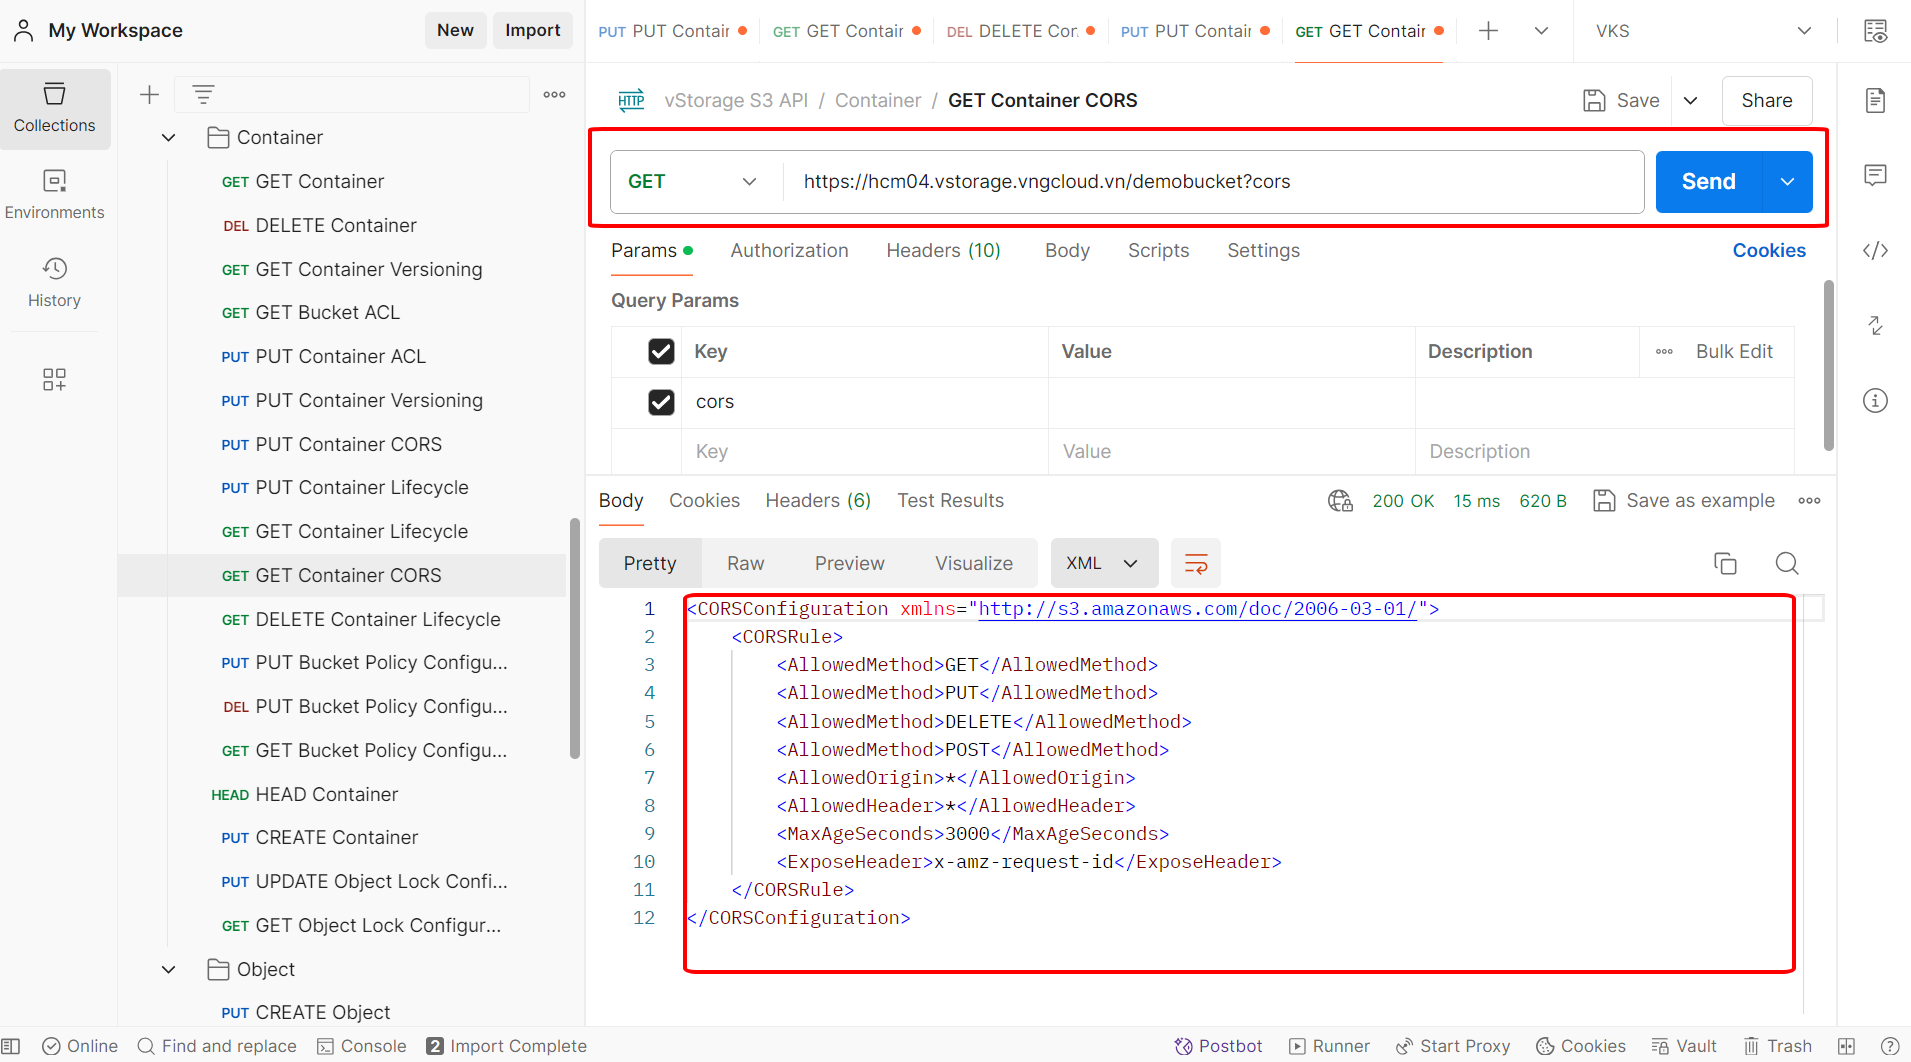 My Workspace
New
Import
PUT PUT Contair
GET GET Contair
DEL DELETE Cor
PUT PUT Contair
GET GET Contair
VKS
Collections
Environments
History
Container
GET GET Container
DEL DELETE Container
GET GET Container Versioning
GET GET Bucket ACL
PUT PUT Container ACL
PUT PUT Container Versioning
PUT PUT Container CORS
PUT PUT Container Lifecycle
GET GET Container Lifecycle
GET GET Container CORS
DELETE Container Lifecycle
PUT PUT Bucket Policy Configu...
DEL PUT Bucket Policy Configu...
GET GET Bucket Policy Configu...
HEAD HEAD Container
PUT CREATE Container
PUT UPDATE Object Lock Confi...
GET GET Object Lock Configur...
Object
PUT CREATE Object
HTTP vStorage S3 API / Container / GET Container CORS
Save
Share
GET
https://hcm04.vstorage.vngcloud.vn/demobucket?cors
Send
Params Authorization Headers (10) Body Scripts Settings
Cookies
Query Params
Key Value Description Bulk Edit
cors
Key Value Description
Body Cookies Headers (6) Test Results
200 OK 15 ms 620 B Save as example
Pretty Raw Preview Visualize XML
1 <CORSConfiguration xmlns="http://s3.amazonaws.com/doc/2006-03-01/">
2 <CORSRule>
3 <AllowedMethod>GET</AllowedMethod>
4 <AllowedMethod>PUT</AllowedMethod>
5 <AllowedMethod>DELETE</AllowedMethod>
6 <AllowedMethod>POST</AllowedMethod>
7 <AllowedOrigin>*</AllowedOrigin>
8 <AllowedHeader>*</AllowedHeader>
9 <MaxAgeSeconds>3000</MaxAgeSeconds>
10 <ExposeHeader>x-amz-request-id</ExposeHeader>
11 </CORSRule>
12 </CORSConfiguration>
Online Find and replace Console 2 Import Complete
Postbot Runner Start Proxy Cookies Vault Trash